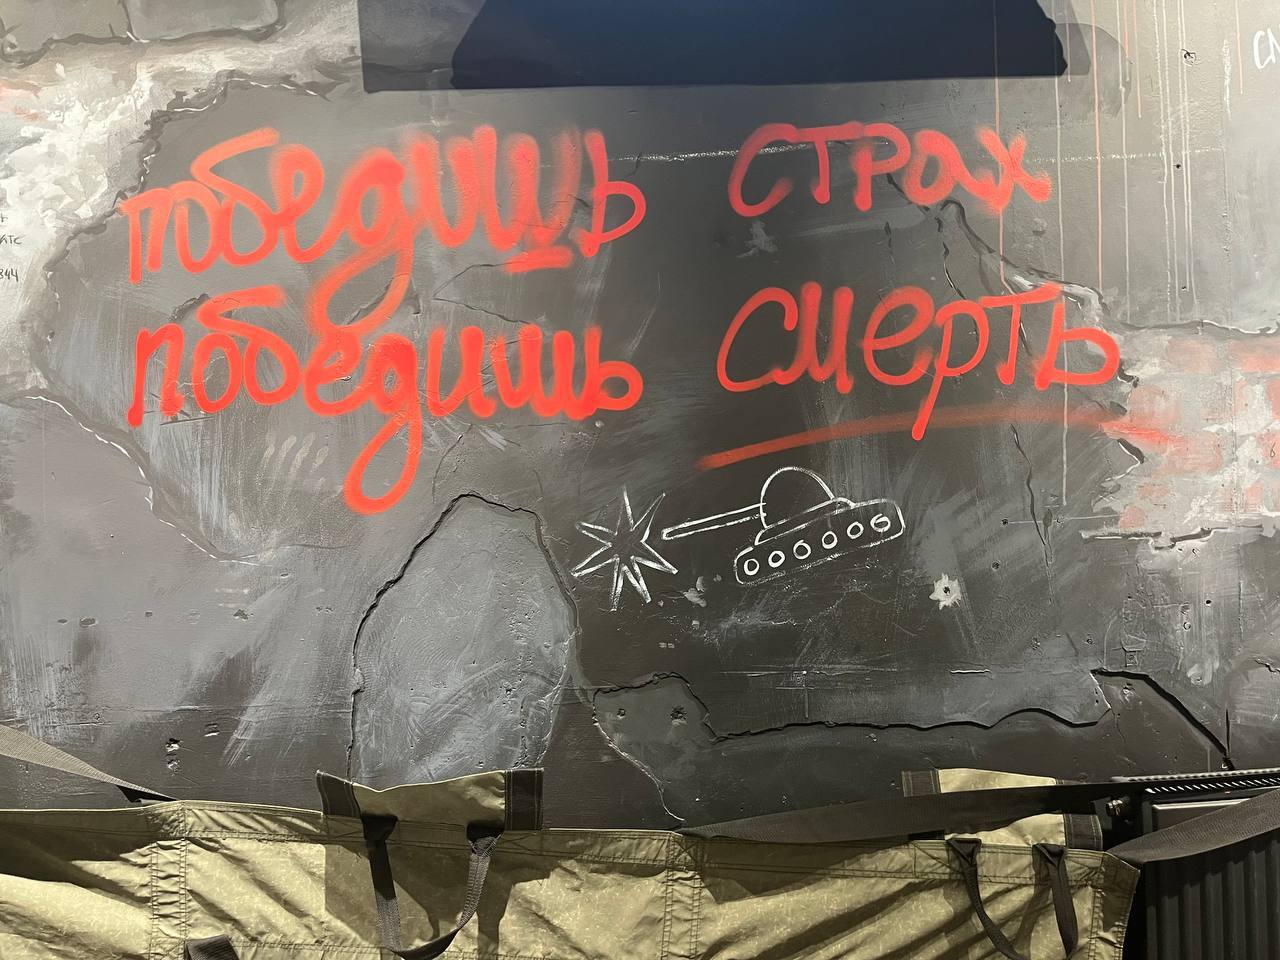 победишь страх
победишь смерть